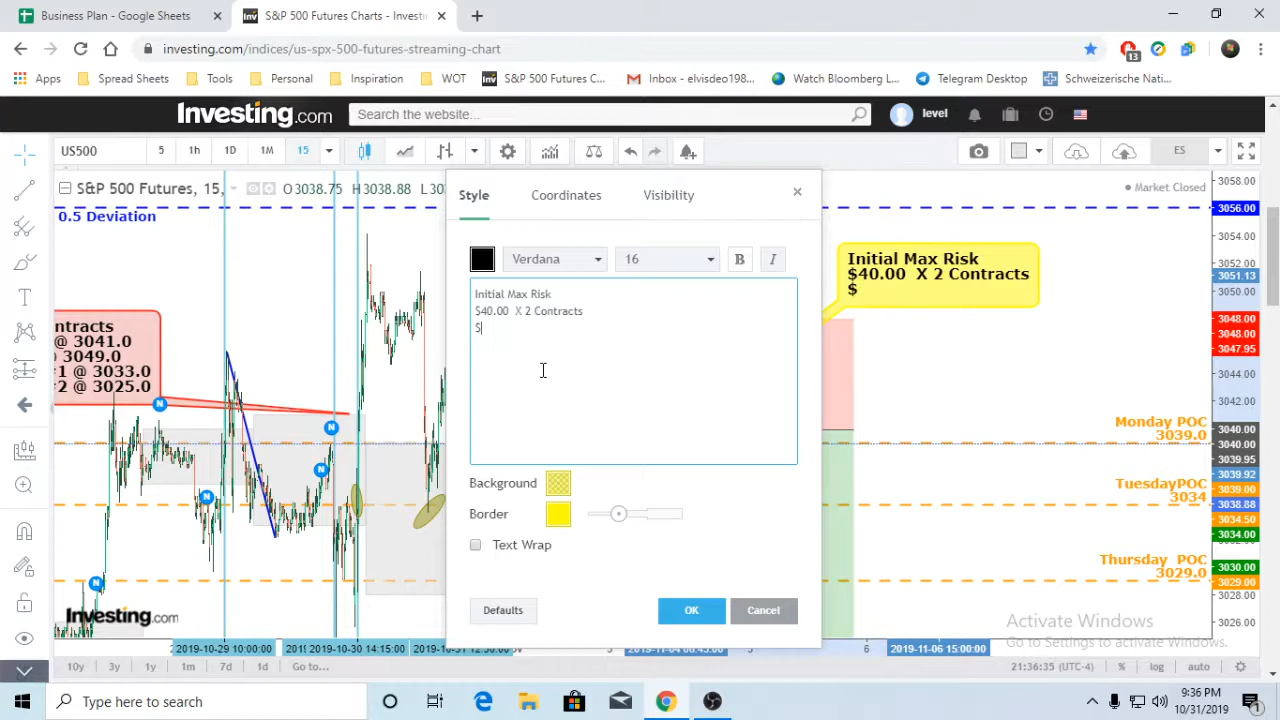 Business Plan - Google Sheets
S&P 500 Futures Charts - Invest
investing.com/indices/us-spx-500-futures-streaming-chart
13
Apps
Spread Sheets
Tools
Personal
Inspiration
WOT
S&P 500 Futures C...
Inbox - elvisdec198...
Watch Bloomberg L...
Telegram Desktop
Schweizerische Nati...
Investing.com
Search the website...
level
US500
5
1h
1D
1M
15
ES
S&P 500 Futures, 15,
O3038.75 H3038.88 L3
Market Closed
0.5 Deviation
ntracts
@ 3041.0
3049.0
1 @ 3033.0
2 @ 3025.0
N
N
N
N
N
Investing.com
Style
Coordinates
Visibility
Verdana
16
B
I
Initial Max Risk
$40.00 X 2 Contracts
$
Background
Border
Text Wrap
Defaults
OK
Cancel
Initial Max Risk
$40.00 X 2 Contracts
$
Monday POC
3039.0
TuesdayPOC
3034
Thursday POC
3029.0
3058.00
3056.00
3054.00
3053.13
3052.00
3051.13
3050.00
3048.00
3048.00
3047.95
3044.00
3042.00
3040.00
3040.00
3039.95
3039.92
3039.00
3038.88
3034.50
3034.00
3030.00
3029.00
3028.00
3026.00
Activate Windows
Go to Settings to activate Windows.
2019-10-29 10:00:00
2019-10-30 14:15:00
6
2019-11-06 15:00:00
10y
3y
1y
1m
7d
1d
Go to...
21:36:35 (UTC-4)
%
log
auto
Type here to search
9:36 PM
10/31/2019
1